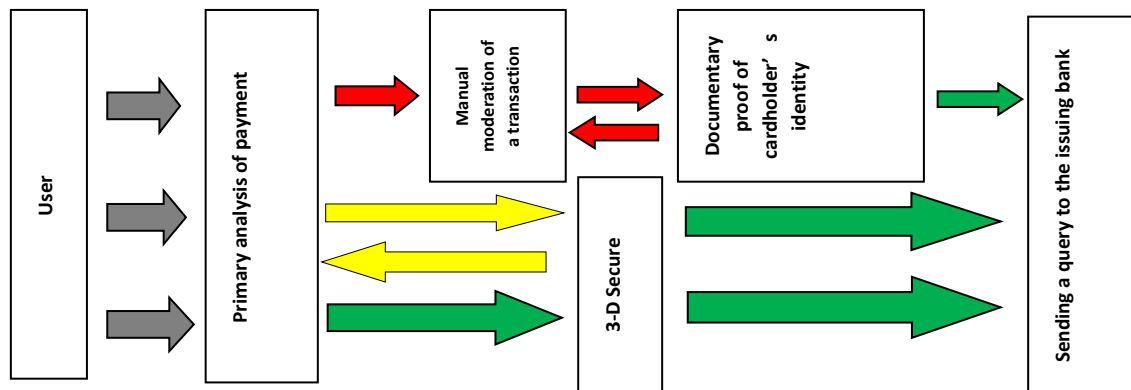 User
Primary analysis of payment
Manual
moderation of
a transaction
Documentary
proof of
cardholder’ s
identity
3-D Secure
Sending a query to the issuing bank